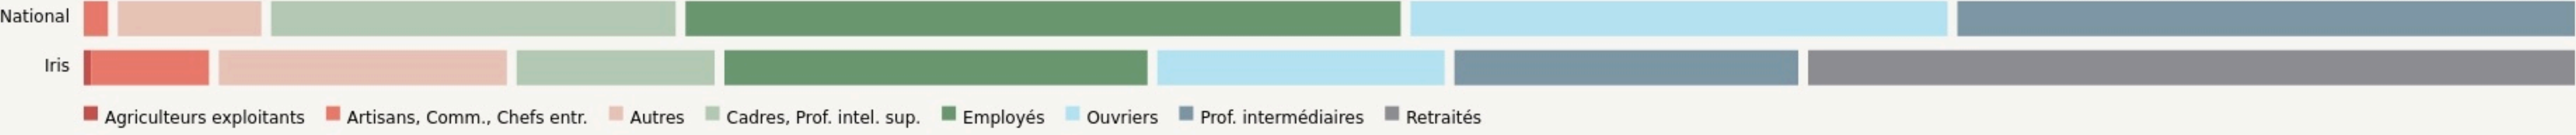 National
Iris
Agriculteurs exploitants Artisans, Comm., Chefs entr. Autres Cadres, Prof. intel. sup. Employés Ouvriers Prof. intermédiaires Retraités